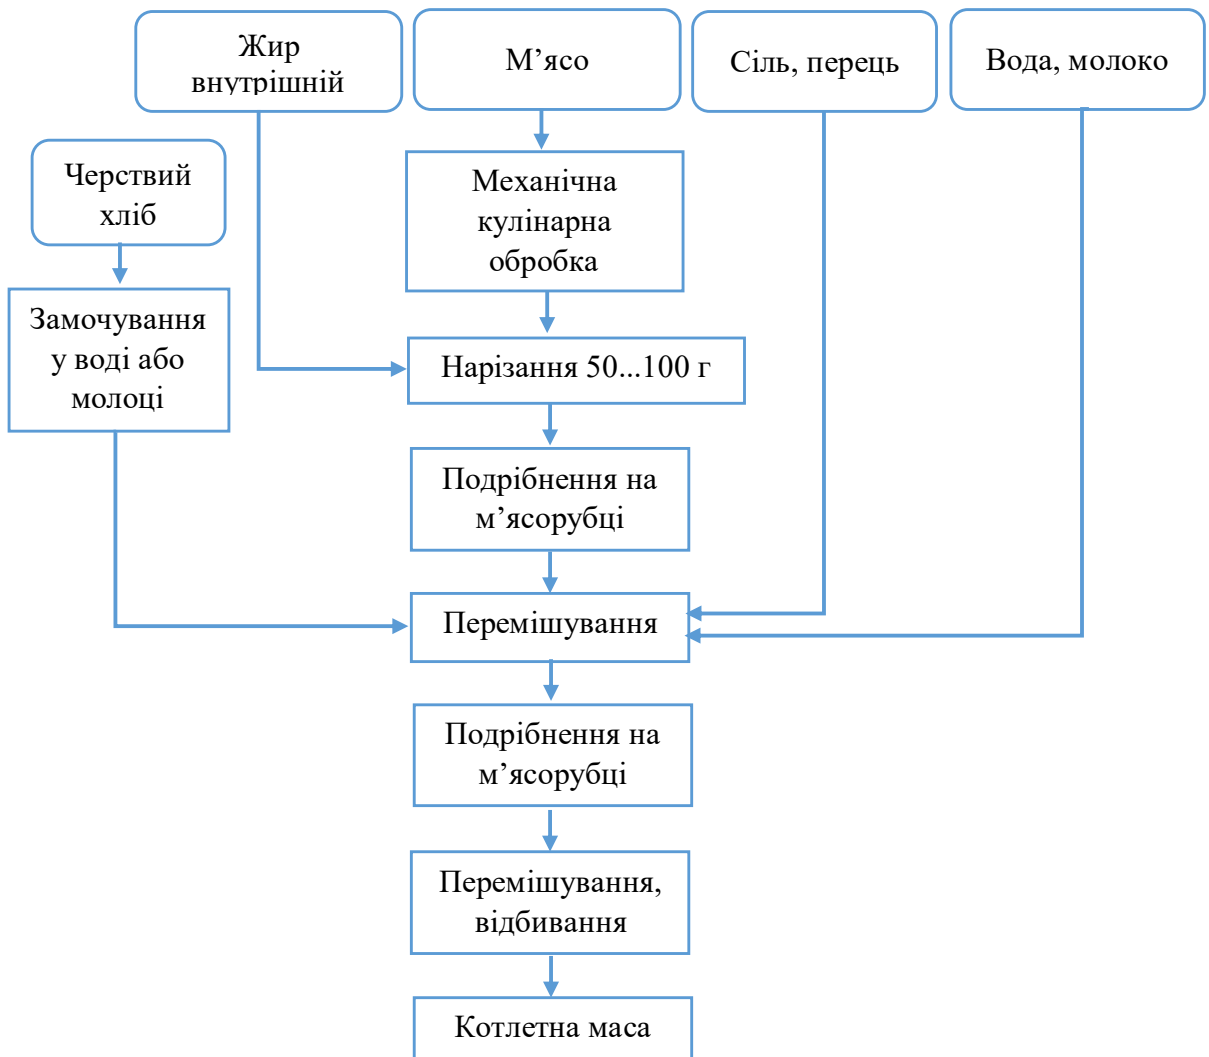 Жир
внутрішній
М’ясо
Сіль, перець
Вода, молоко
Черствий
хліб
Механічна
кулінарна
обробка
Замочування
у воді або
молоці
Нарізання 50...100 г
Подрібнення на
м’ясорубці
Перемішування
Подрібнення на
м’ясорубці
Перемішування,
відбивання
Котлетна маса